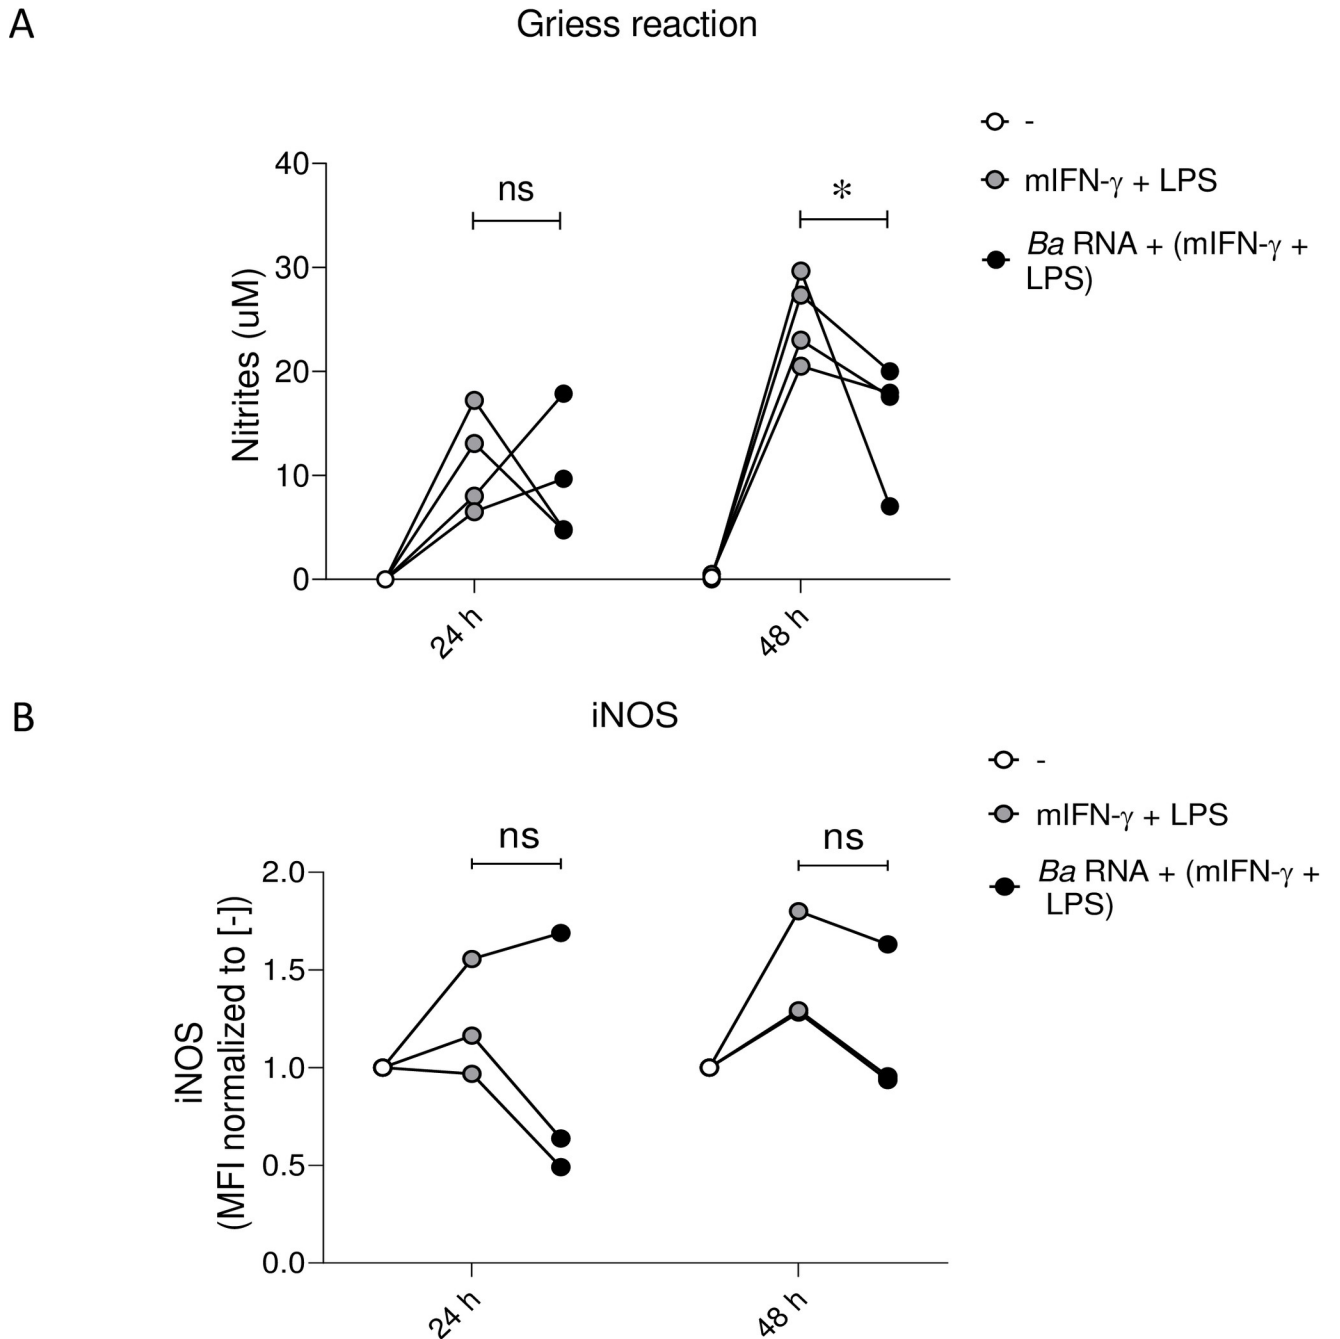 A
Griess reaction
-
mIFN-γ + LPS
Ba RNA + (mIFN-γ +
LPS)
Nitrites (uM)
40
30
20
10
0
ns
*
24 h
48 h
B
iNOS
-
mIFN-γ + LPS
Ba RNA + (mIFN-γ +
LPS)
iNOS
(MFI normalized to [-])
2.0
1.5
1.0
0.5
0.0
ns
ns
24 h
48 h